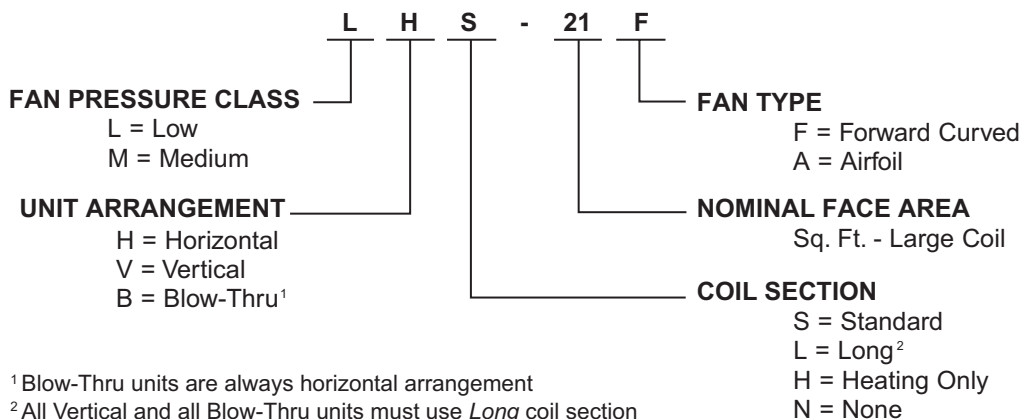 L H S - 21 F
FAN PRESSURE CLASS
L = Low
M = Medium
UNIT ARRANGEMENT
H = Horizontal
V = Vertical
B = Blow-Thru¹
FAN TYPE
F = Forward Curved
A = Airfoil
NOMINAL FACE AREA
Sq. Ft. - Large Coil
COIL SECTION
S = Standard
L = Long²
H = Heating Only
N = None
¹ Blow-Thru units are always horizontal arrangement
² All Vertical and all Blow-Thru units must use Long coil section